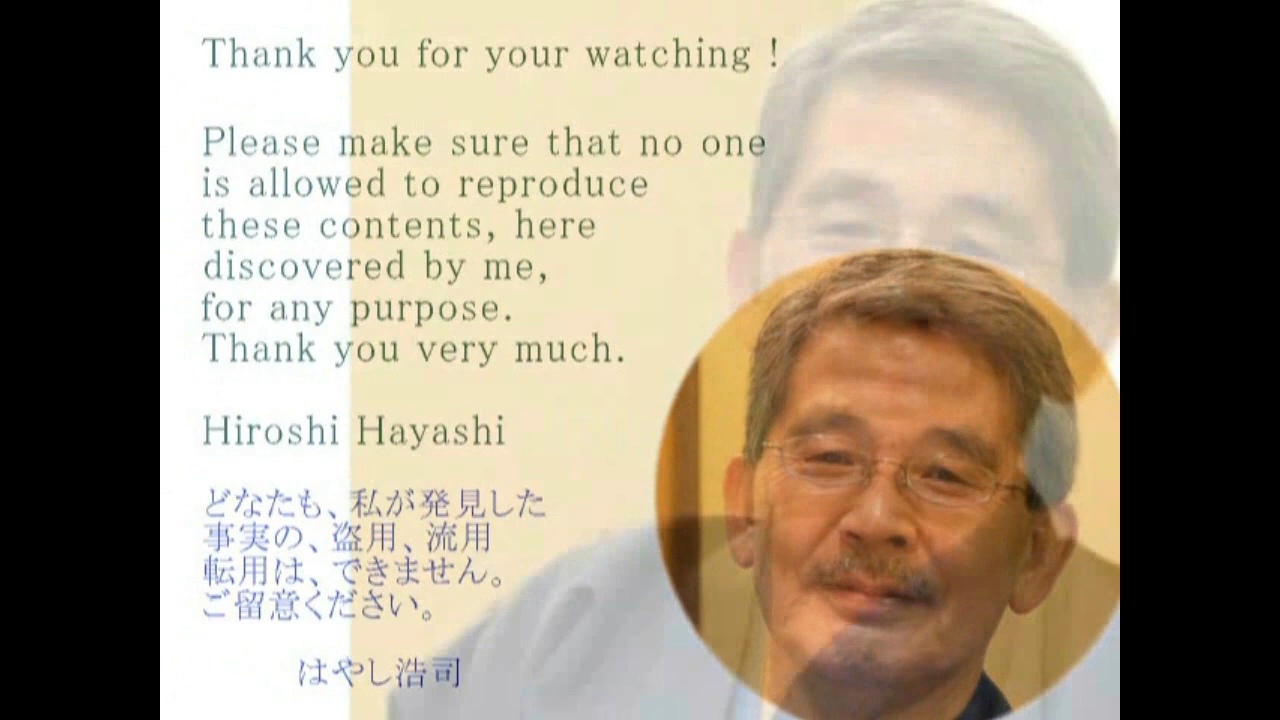 Thank you for your watching !
Please make sure that no one
is allowed to reproduce
these contents, here
discovered by me,
for any purpose.
Thank you very much.
Hiroshi Hayashi
どなたも、私が発見した
事実の、盗用、流用
転用は、できません。
ご留意ください。
はやし浩司